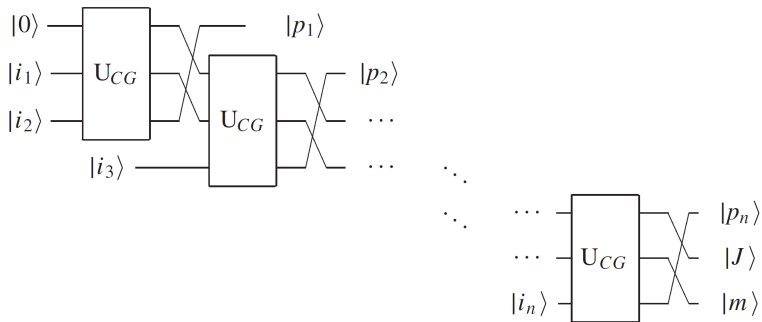 |0⟩ |p₁⟩
|i₁⟩ U_CG |p₂⟩
|i₂⟩ U_CG ⋯
|i₃⟩ ⋯ ⋱
⋱ ⋯ |pₙ⟩
⋯ U_CG |J⟩
|iₙ⟩ |m⟩